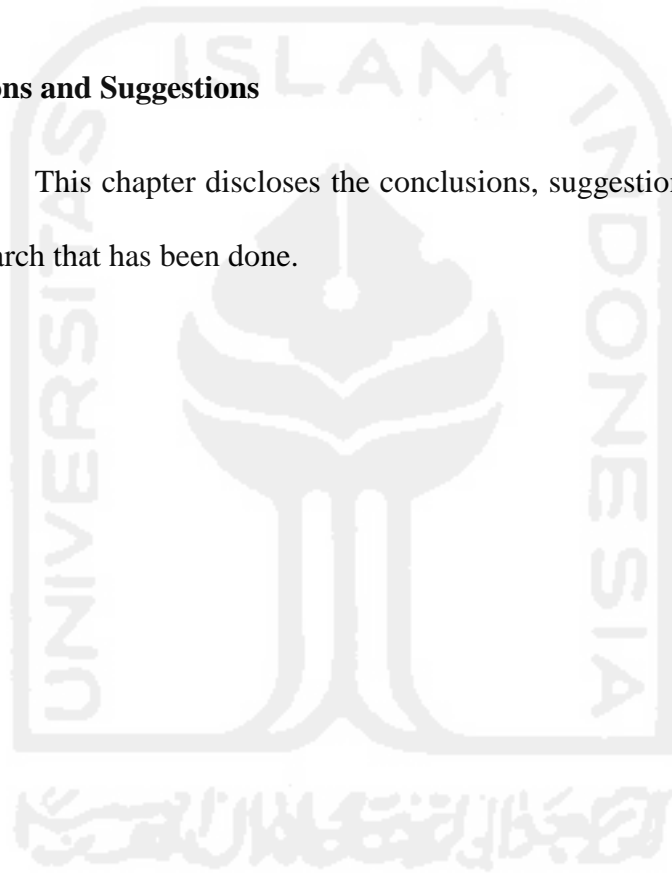 ons and Suggestions
This chapter discloses the conclusions, suggestion
arch that has been done.
UNIVERSITAS
ISLAM
INDONESIA